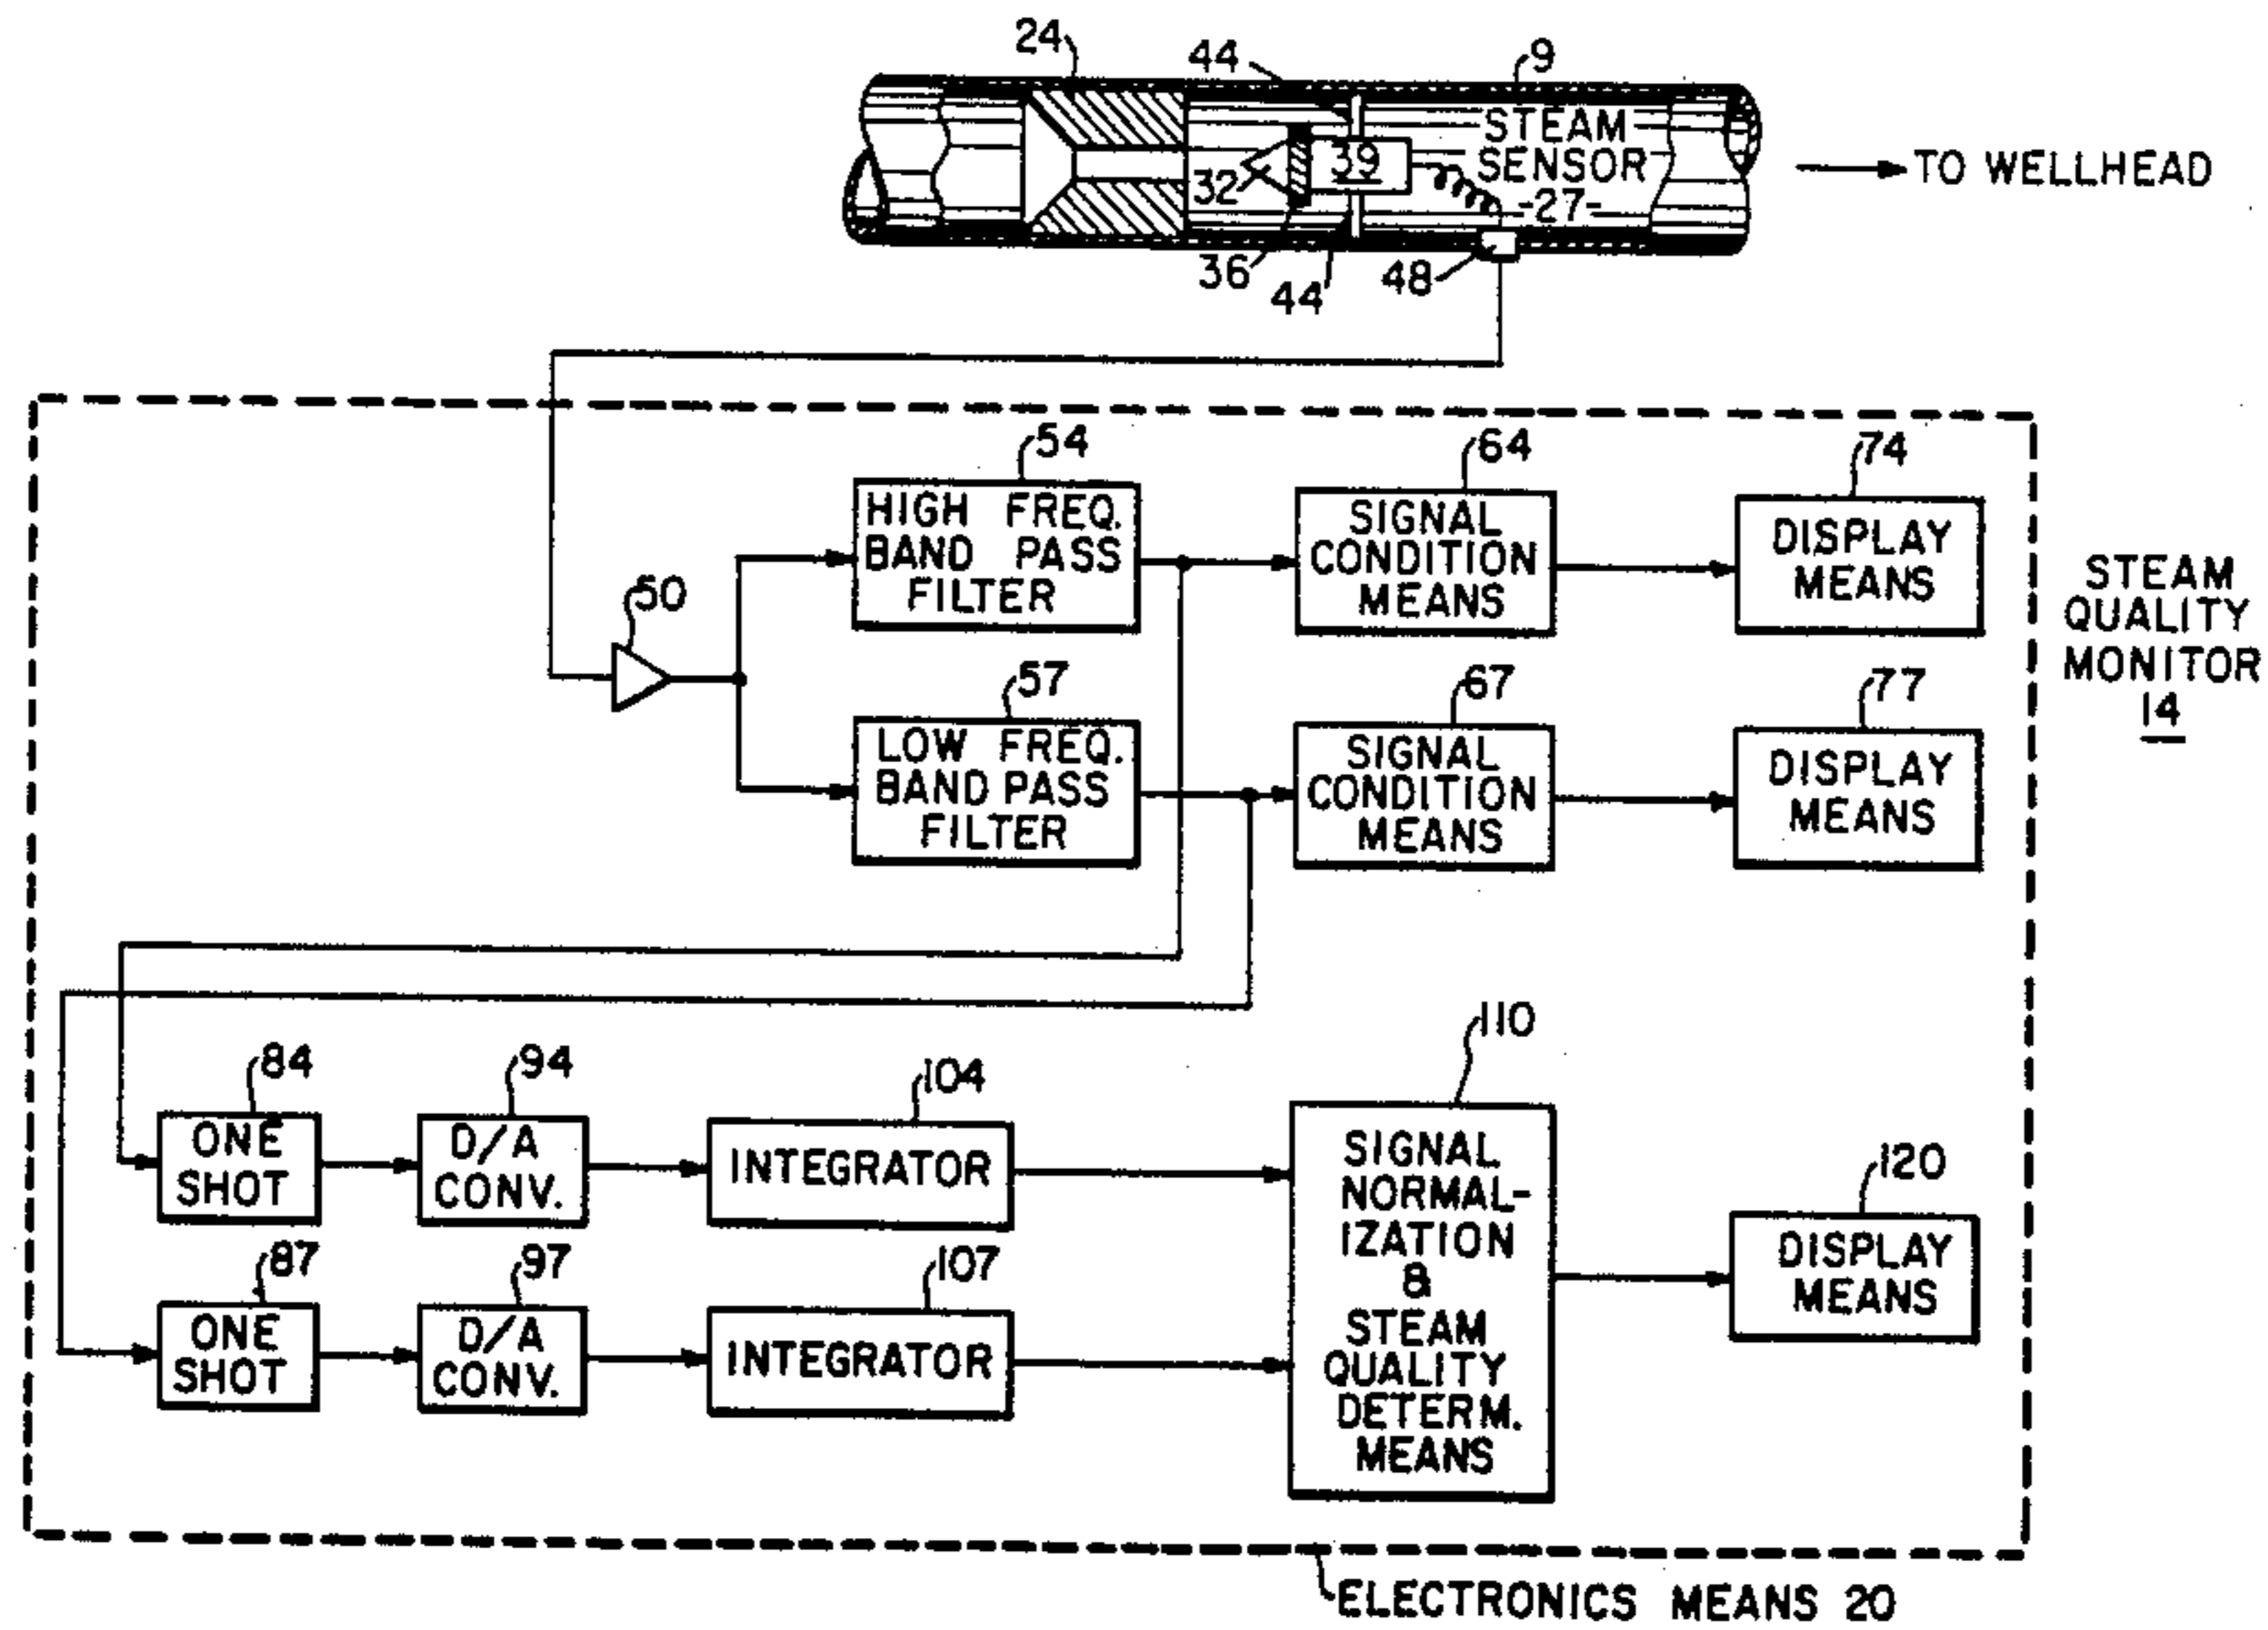 24
44
9
STEAM
SENSOR
-27-
39
32
TO WELLHEAD
36
44
48
54
64
74
HIGH FREQ.
BAND PASS
FILTER
SIGNAL
CONDITION
MEANS
DISPLAY
MEANS
50
STEAM
QUALITY
MONITOR
14
57
67
77
LOW FREQ.
BAND PASS
FILTER
SIGNAL
CONDITION
MEANS
DISPLAY
MEANS
84
94
104
110
ONE
SHOT
D/A
CONV.
INTEGRATOR
SIGNAL
NORMAL-
IZATION
&
STEAM
QUALITY
DETERM.
MEANS
120
DISPLAY
MEANS
87
97
107
ONE
SHOT
D/A
CONV.
INTEGRATOR
ELECTRONICS MEANS 20